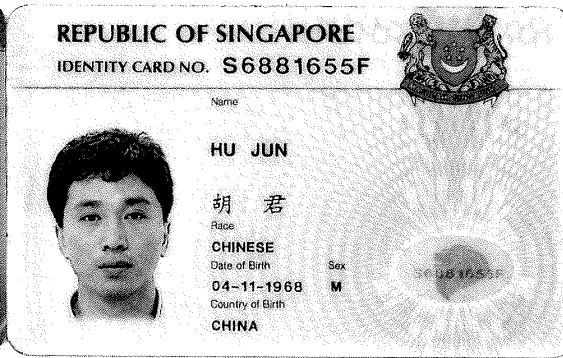 REPUBLIC OF SINGAPORE
IDENTITY CARD NO. S6881655F
Name
HU JUN
胡 君
Race
CHINESE
Date of Birth Sex
04-11-1968 M
Country of Birth
CHINA
S6881655F